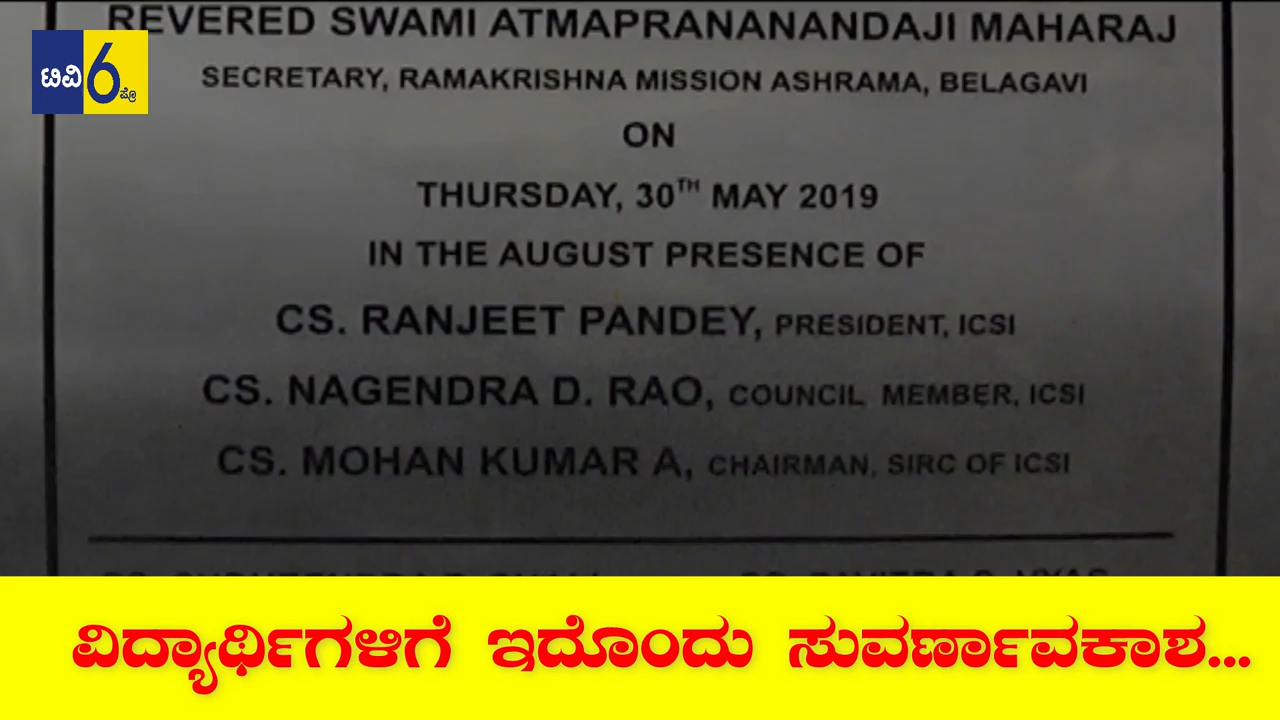 REVERED SWAMI ATMAPRANANANDAJI MAHARAJ
ಟಿವಿ 6 ಪ್ರೊ
SECRETARY, RAMAKRISHNA MISSION ASHRAMA, BELAGAVI
ON
THURSDAY, 30TH MAY 2019
IN THE AUGUST PRESENCE OF
CS. RANJEET PANDEY, PRESIDENT, ICSI
CS. NAGENDRA D. RAO, COUNCIL MEMBER, ICSI
CS. MOHAN KUMAR A, CHAIRMAN, SIRC OF ICSI
ವಿದ್ಯಾರ್ಥಿಗಳಿಗೆ ಇದೊಂದು ಸುವರ್ಣಾವಕಾಶ...